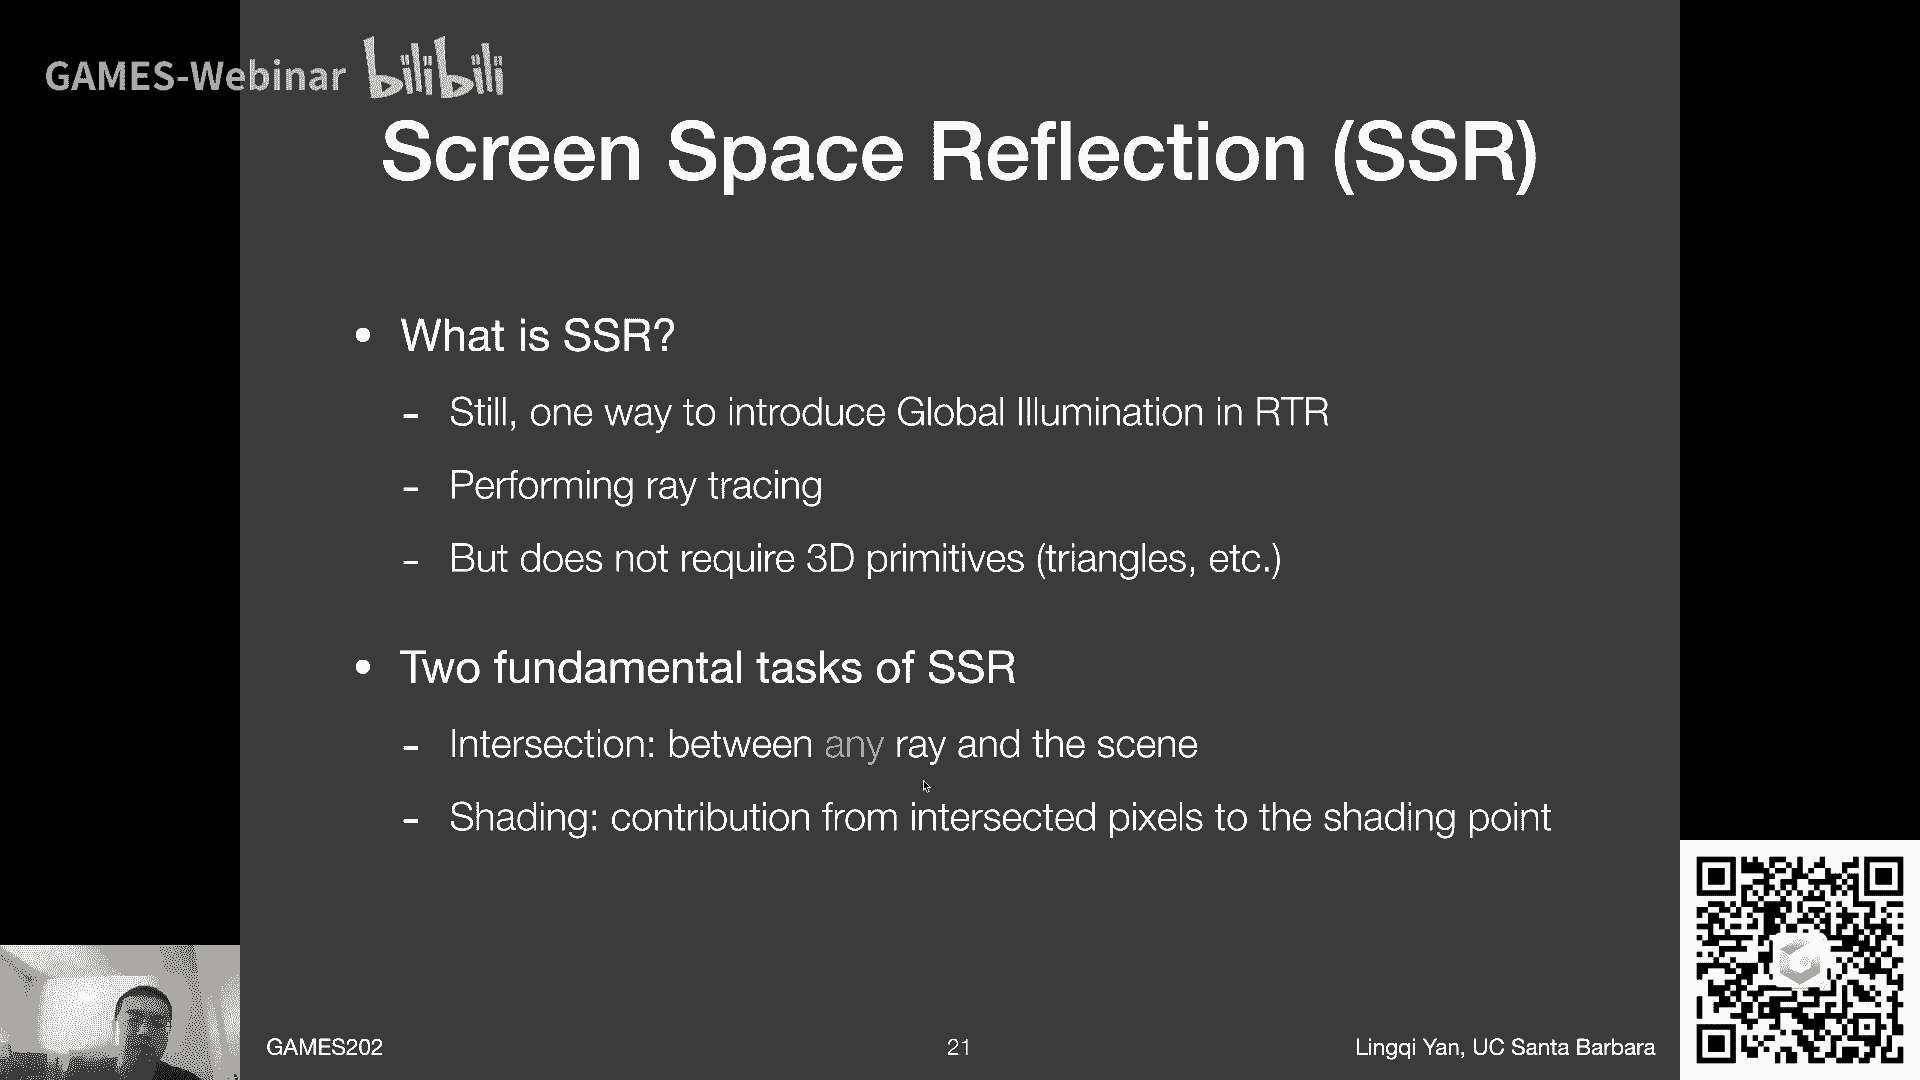 GAMES-Webinar bilibili
Screen Space Reflection (SSR)
• What is SSR?
- Still, one way to introduce Global Illumination in RTR
- Performing ray tracing
- But does not require 3D primitives (triangles, etc.)
• Two fundamental tasks of SSR
- Intersection: between any ray and the scene
- Shading: contribution from intersected pixels to the shading point
GAMES202
21
Lingqi Yan, UC Santa Barbara